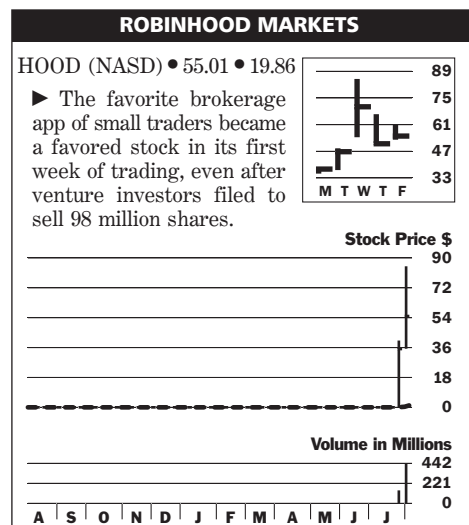 ROBINHOOD MARKETS
HOOD (NASD) • 55.01 • 19.86
► The favorite brokerage
app of small traders became
a favored stock in its first
week of trading, even after
venture investors filed to
sell 98 million shares.
89
75
61
47
33
M T W T F
Stock Price $
90
72
54
36
18
0
Volume in Millions
442
221
0
A S O N D J F M A M J J